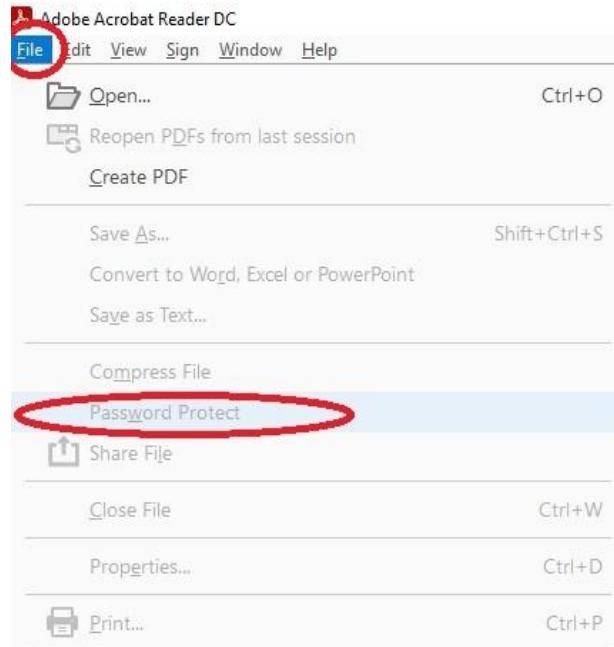 Adobe Acrobat Reader DC
File Edit View Sign Window Help
Open... Ctrl+O
Reopen PDFs from last session
Create PDF
Save As... Shift+Ctrl+S
Convert to Word, Excel or PowerPoint
Save as Text...
Compress File
Password Protect
Share File
Close File Ctrl+W
Properties... Ctrl+D
Print... Ctrl+P